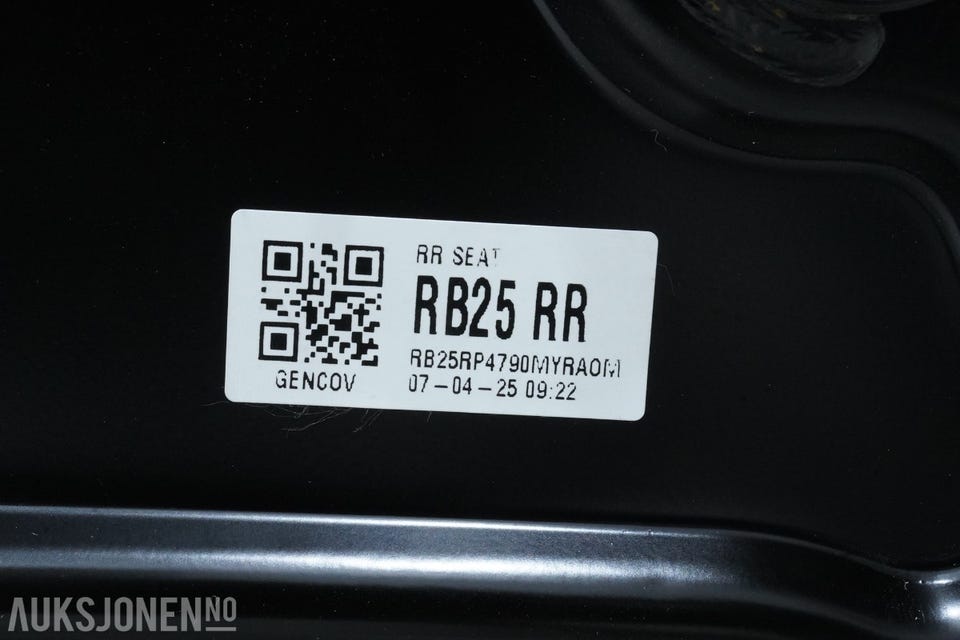 RR SEAT
RB25 RR
RB25RP4790MYRAOM
07-04-25 09:22
GENCOV
AUKSJONEN.NO